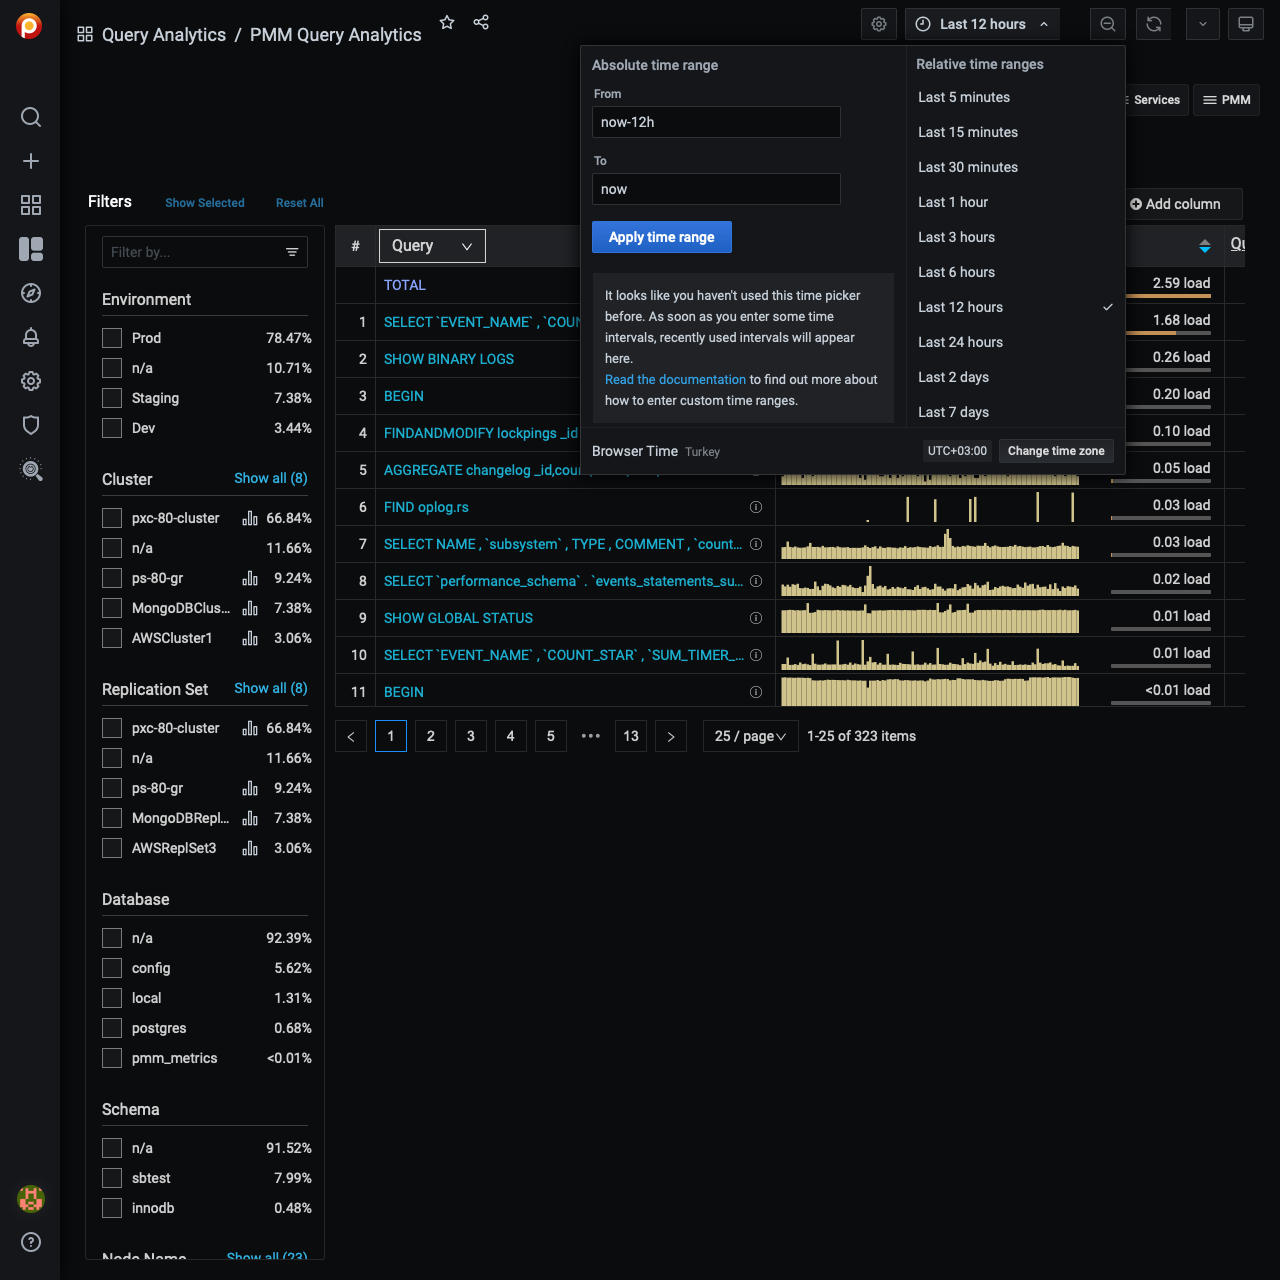 Query Analytics / PMM Query Analytics
Last 12 hours
Absolute time range
From
now-12h
To
now
Apply time range
It looks like you haven't used this time picker
before. As soon as you enter some time
intervals, recently used intervals will appear
here.
Read the documentation to find out more about
how to enter custom time ranges.
Relative time ranges
Last 5 minutes
Last 15 minutes
Last 30 minutes
Last 1 hour
Last 3 hours
Last 6 hours
Last 12 hours
Last 24 hours
Last 2 days
Last 7 days
Browser Time Turkey
UTC+03:00
Change time zone
Services
PMM
Filters
Show Selected
Reset All
Add column
Filter by...
Environment
Prod 78.47%
n/a 10.71%
Staging 7.38%
Dev 3.44%
Cluster Show all (8)
pxc-80-cluster 66.84%
n/a 11.66%
ps-80-gr 9.24%
MongoDBClus... 7.38%
AWSCluster1 3.06%
Replication Set Show all (8)
pxc-80-cluster 66.84%
n/a 11.66%
ps-80-gr 9.24%
MongoDBRepl... 7.38%
AWSReplSet3 3.06%
Database
n/a 92.39%
config 5.62%
local 1.31%
postgres 0.68%
pmm_metrics <0.01%
Schema
n/a 91.52%
sbtest 7.99%
innodb 0.48%
Node Name Show all (23)
# Query
TOTAL 2.59 load
1 SELECT `EVENT_NAME` , `COUN 1.68 load
2 SHOW BINARY LOGS 0.26 load
3 BEGIN 0.20 load
4 FINDANDMODIFY lockpings _id 0.10 load
5 AGGREGATE changelog _id,cou 0.05 load
6 FIND oplog.rs 0.03 load
7 SELECT NAME , `subsystem` , TYPE , COMMENT , `count... 0.03 load
8 SELECT `performance_schema` . `events_statements_su... 0.02 load
9 SHOW GLOBAL STATUS 0.01 load
10 SELECT `EVENT_NAME` , `COUNT_STAR` , `SUM_TIMER_... 0.01 load
11 BEGIN <0.01 load
1 2 3 4 5 ••• 13
25 / page
1-25 of 323 items